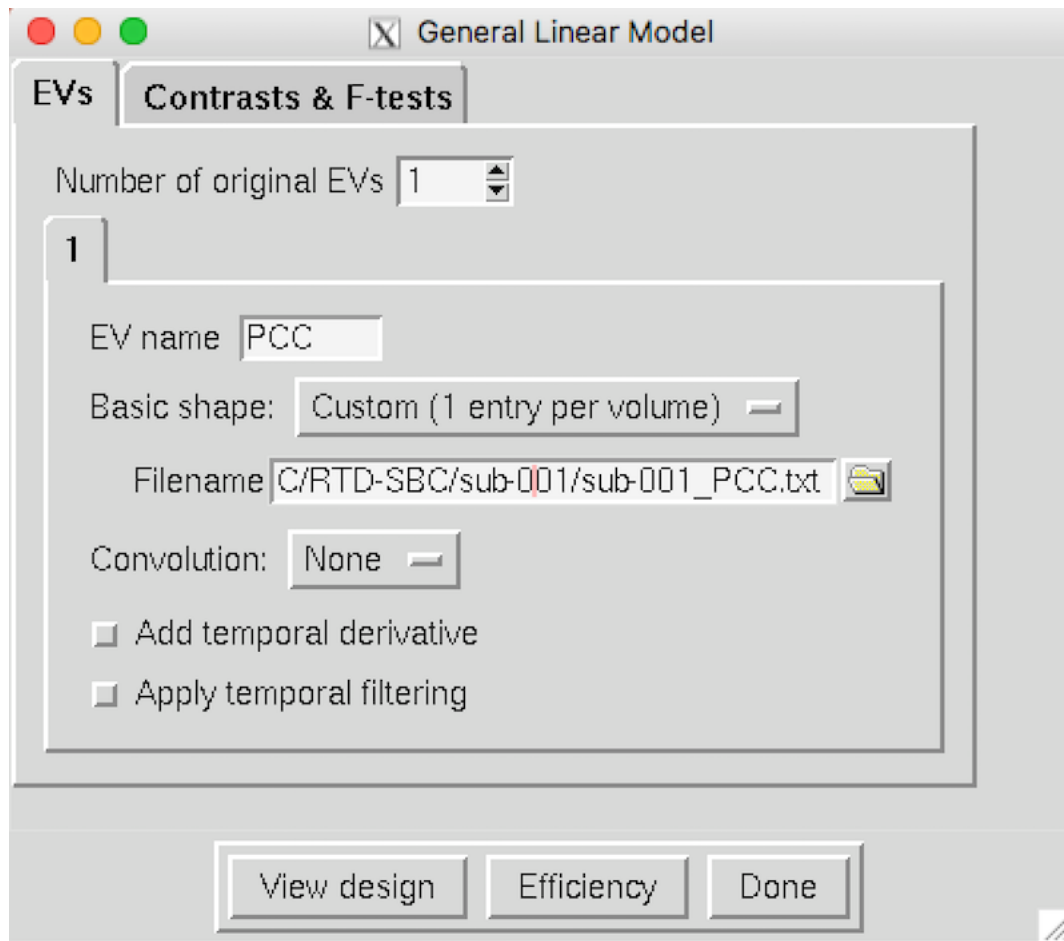 General Linear Model
EVs
Contrasts & F-tests
Number of original EVs 1
1
EV name PCC
Basic shape: Custom (1 entry per volume)
Filename C/RTD-SBC/sub-001/sub-001_PCC.txt
Convolution: None
Add temporal derivative
Apply temporal filtering
View design Efficiency Done